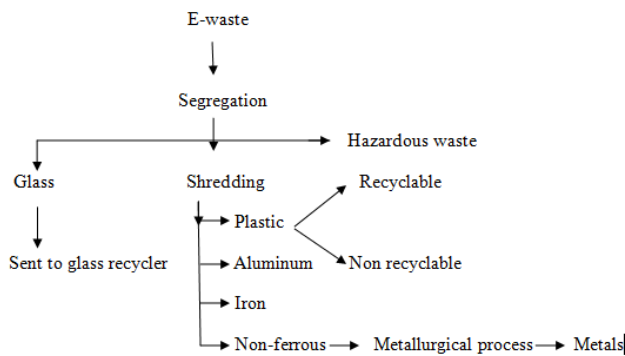 E-waste
Segregation
Hazardous waste
Glass
Shredding
Recyclable
Plastic
Sent to glass recycler
Aluminum
Non recyclable
Iron
Non-ferrous
Metallurgical process
Metals